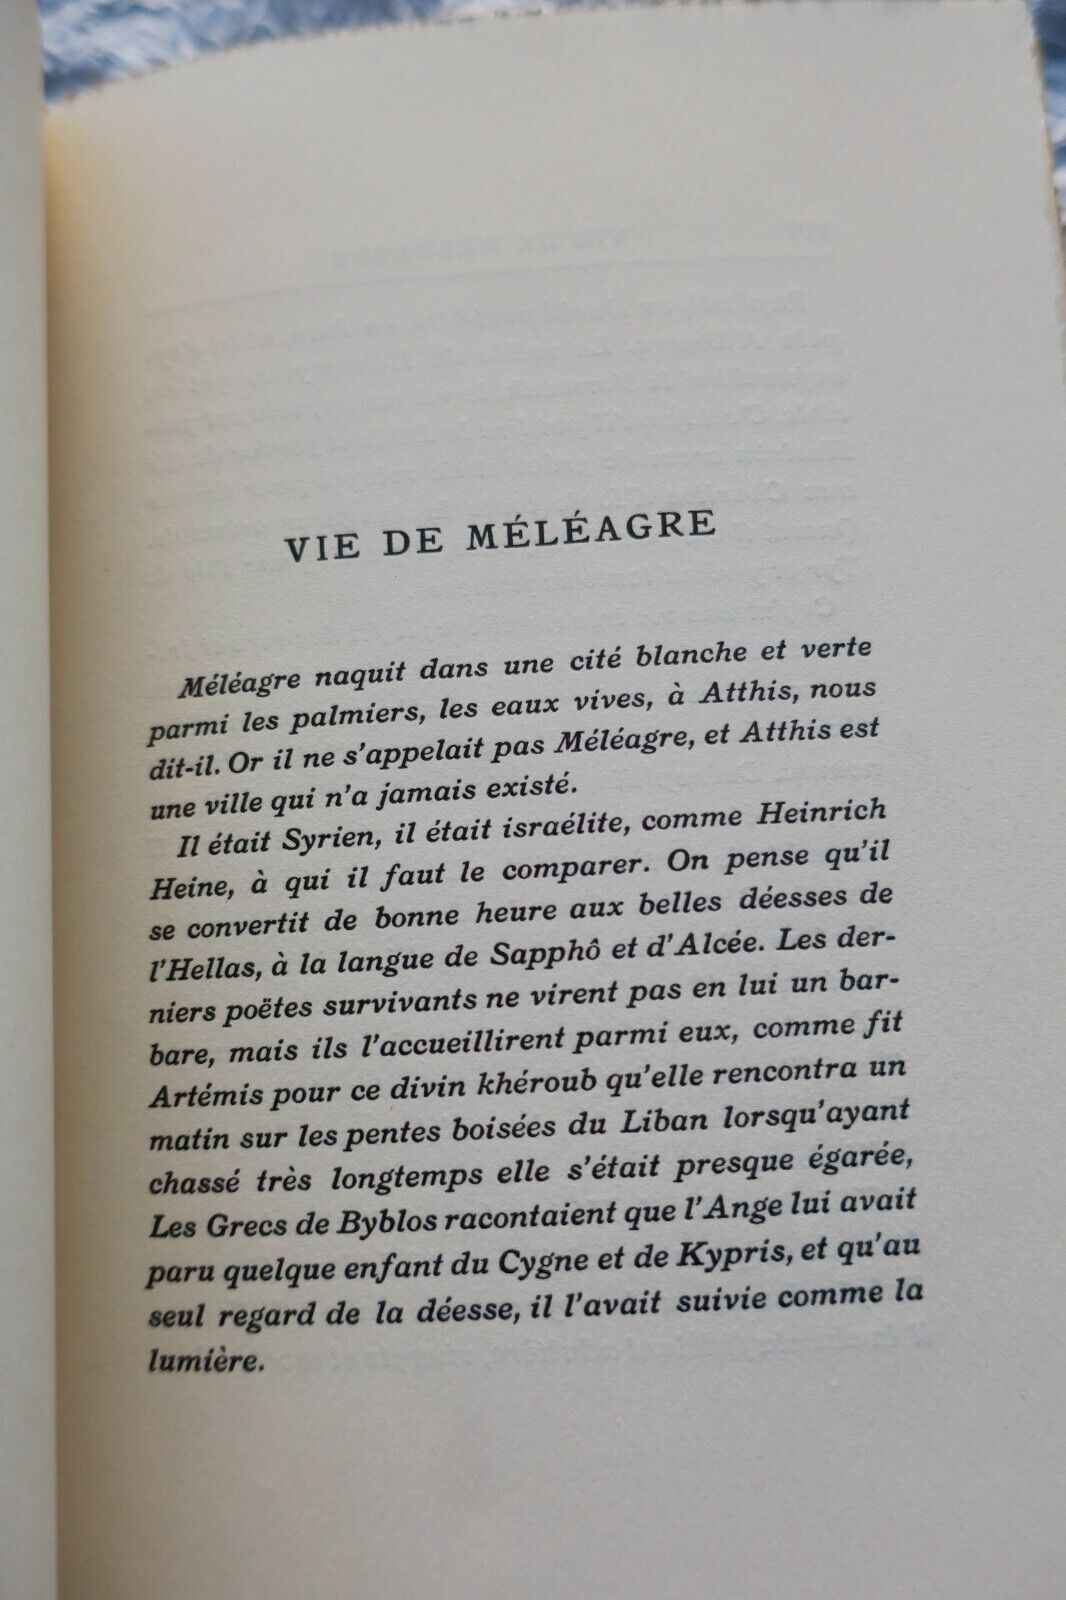 VIE DE MÉLÉAGRE
Méléagre naquit dans une cité blanche et verte
parmi les palmiers, les eaux vives, à Atthis, nous
dit-il. Or il ne s'appelait pas Méléagre, et Atthis est
une ville qui n'a jamais existé.
Il était Syrien, il était israélite, comme Heinrich
Heine, à qui il faut le comparer. On pense qu'il
se convertit de bonne heure aux belles déesses de
l'Hellas, à la langue de Sapphô et d'Alcée. Les der-
niers poëtes survivants ne virent pas en lui un bar-
bare, mais ils l'accueillirent parmi eux, comme fit
Artémis pour ce divin khéroub qu'elle rencontra un
matin sur les pentes boisées du Liban lorsqu'ayant
chassé très longtemps elle s'était presque égarée,
Les Grecs de Byblos racontaient que l'Ange lui avait
paru quelque enfant du Cygne et de Kypris, et qu'au
seul regard de la déesse, il l'avait suivie comme la
lumière.